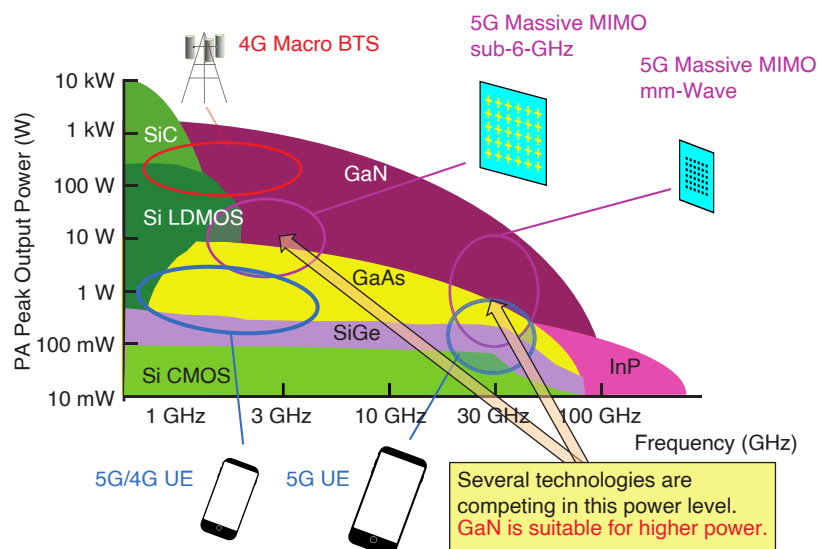 4G Macro BTS
5G Massive MIMO
sub-6-GHz
5G Massive MIMO
mm-Wave
PA Peak Output Power (W)
10 kW
1 kW
100 W
10 W
1 W
100 mW
10 mW
SiC
GaN
Si LDMOS
GaAs
SiGe
Si CMOS
InP
1 GHz
3 GHz
10 GHz
30 GHz
100 GHz
Frequency (GHz)
5G/4G UE
5G UE
Several technologies are
competing in this power level.
GaN is suitable for higher power.